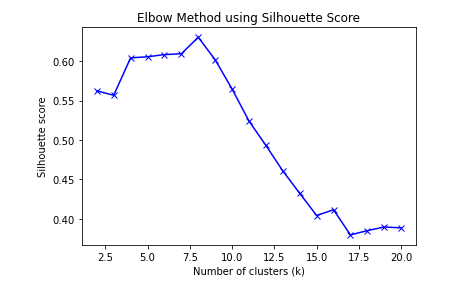 Elbow Method using Silhouette Score
0.60
0.55
0.50
0.45
0.40
Silhouette score
2.5 5.0 7.5 10.0 12.5 15.0 17.5 20.0
Number of clusters (k)